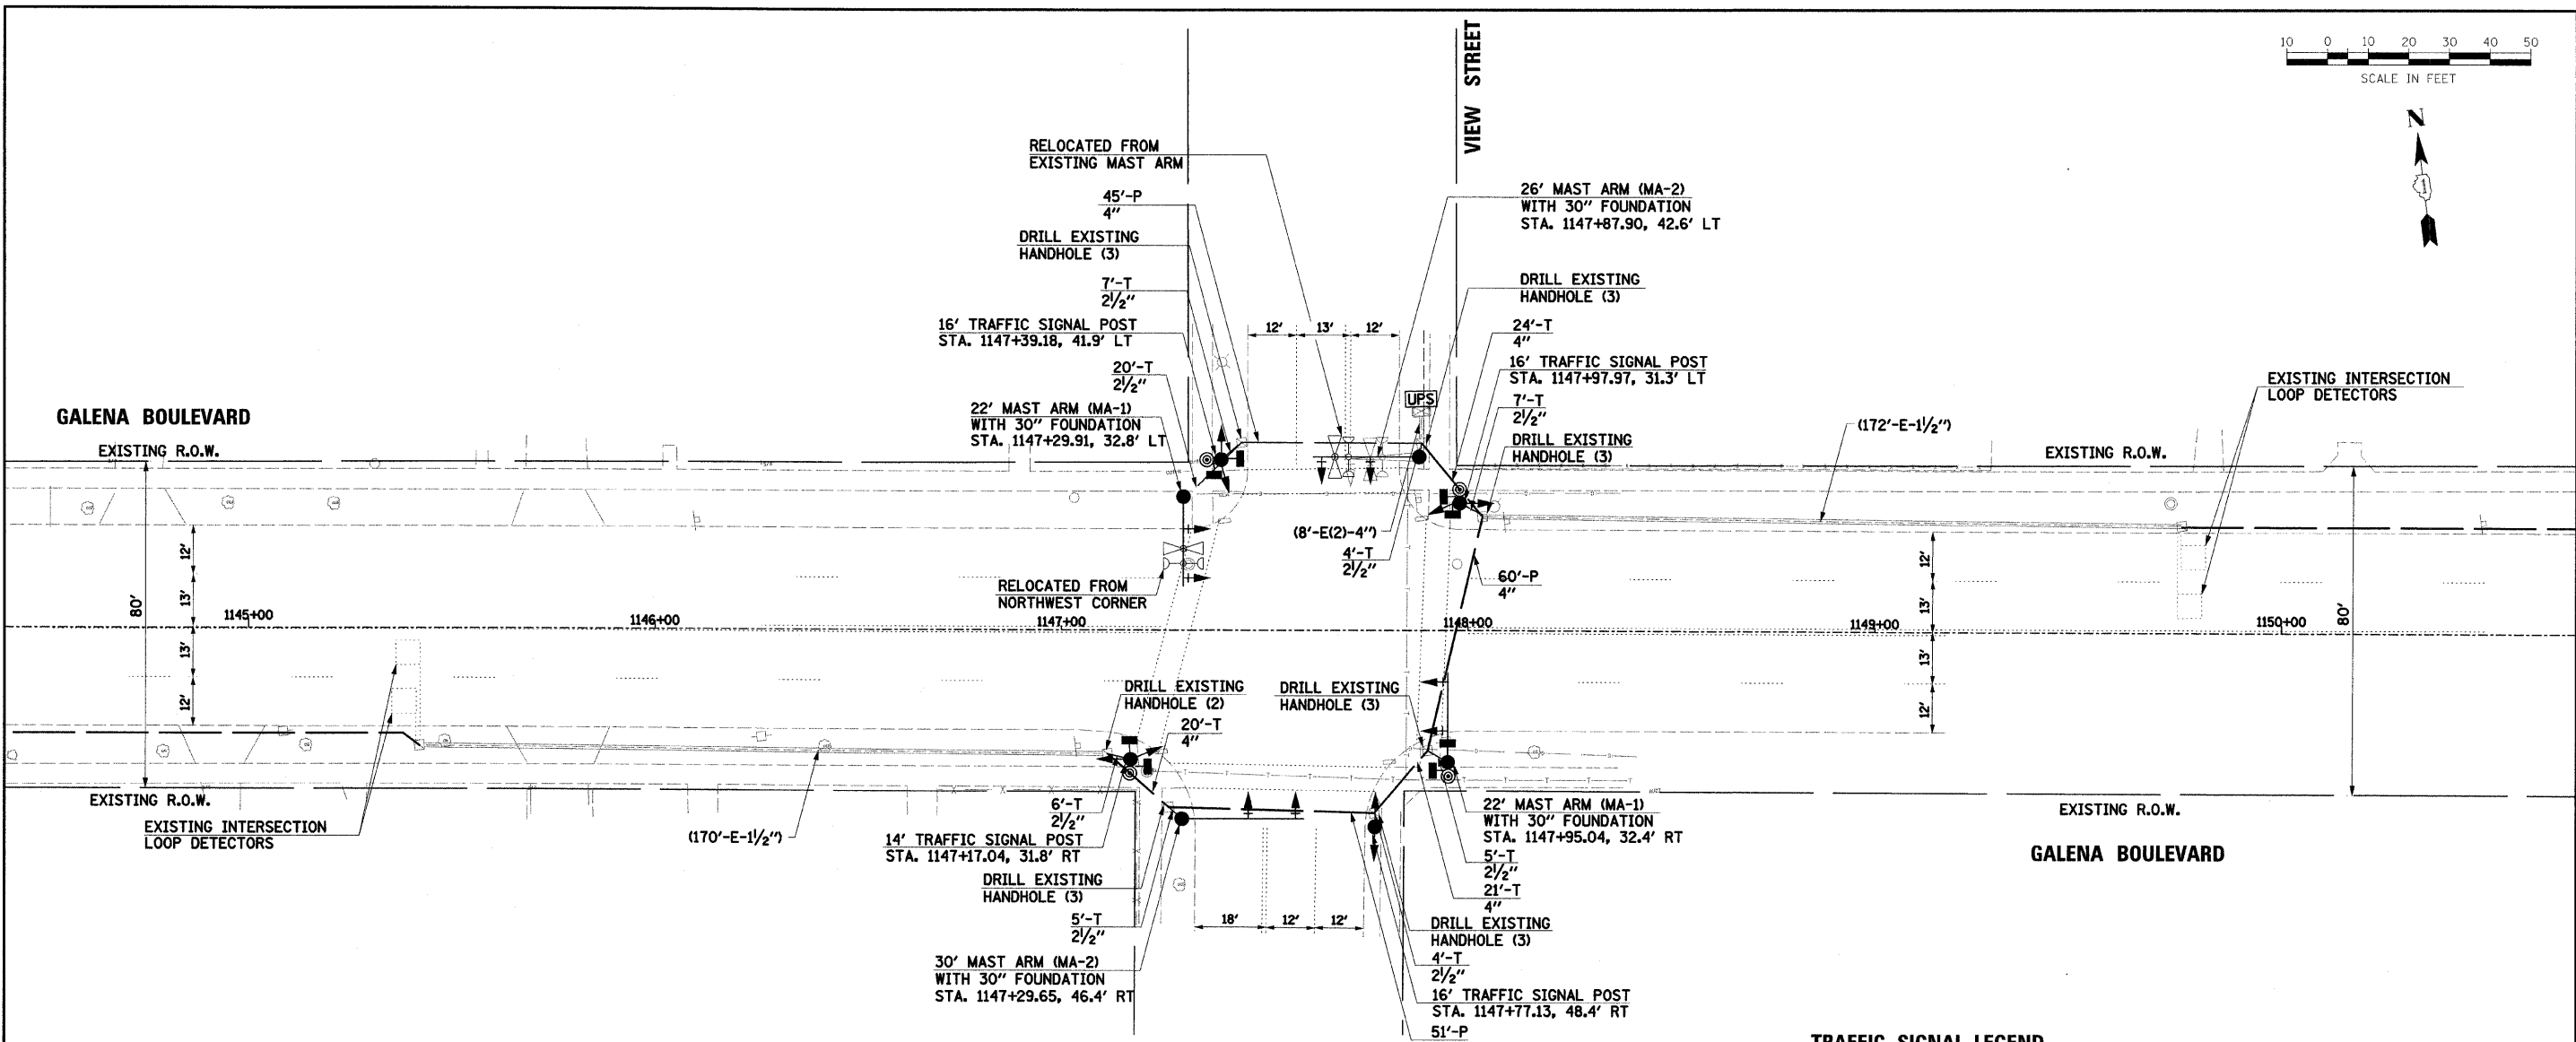 VIEW STREET
10 0 10 20 30 40 50
SCALE IN FEET
N
RELOCATED FROM
EXISTING MAST ARM
45'-P
4"
DRILL EXISTING
HANDHOLE (3)
7'-T
2½"
16' TRAFFIC SIGNAL POST
STA. 1147+39.18, 41.9' LT
20'-T
2½"
22' MAST ARM (MA-1)
WITH 30" FOUNDATION
STA. 1147+29.91, 32.8' LT
26' MAST ARM (MA-2)
WITH 30" FOUNDATION
STA. 1147+87.90, 42.6' LT
DRILL EXISTING
HANDHOLE (3)
24'-T
4"
16' TRAFFIC SIGNAL POST
STA. 1147+97.97, 31.3' LT
7'-T
2½"
DRILL EXISTING
HANDHOLE (3)
12' 13' 12'
UPS
(172'-E-1½")
EXISTING INTERSECTION
LOOP DETECTORS
GALENA BOULEVARD
EXISTING R.O.W.
EXISTING R.O.W.
(8'-E(2)-4")
4'-T
2½"
60'-P
4"
RELOCATED FROM
NORTHWEST CORNER
80'
12'
13'
13'
12'
12'
13'
13'
12'
80'
1145+00
1146+00
1147+00
1148+00
1149+00
1150+00
DRILL EXISTING
HANDHOLE (2)
20'-T
4"
DRILL EXISTING
HANDHOLE (3)
EXISTING R.O.W.
EXISTING INTERSECTION
LOOP DETECTORS
(170'-E-1½")
6'-T
2½"
14' TRAFFIC SIGNAL POST
STA. 1147+17.04, 31.8' RT
DRILL EXISTING
HANDHOLE (3)
5'-T
2½"
30' MAST ARM (MA-2)
WITH 30" FOUNDATION
STA. 1147+29.65, 46.4' RT
18' 12' 12'
22' MAST ARM (MA-1)
WITH 30" FOUNDATION
STA. 1147+95.04, 32.4' RT
5'-T
2½"
21'-T
4"
DRILL EXISTING
HANDHOLE (3)
4'-T
2½"
16' TRAFFIC SIGNAL POST
STA. 1147+77.13, 48.4' RT
51'-P
EXISTING R.O.W.
GALENA BOULEVARD
TRAFFIC SIGNAL LEGEND